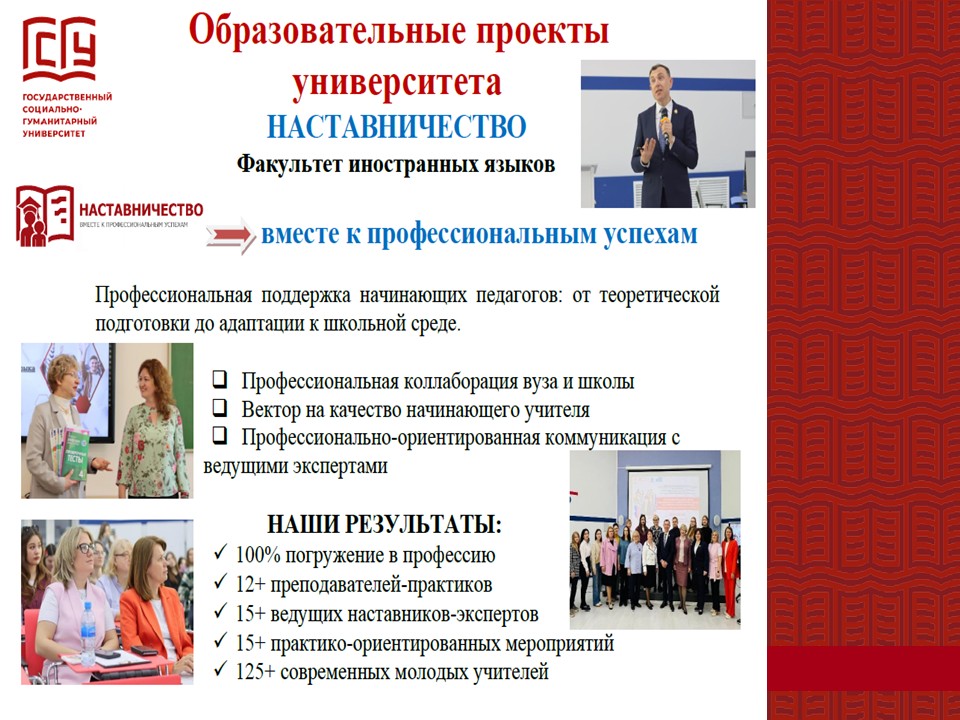 Образовательные проекты
университета
НАСТАВНИЧЕСТВО
Факультет иностранных языков
ГОСУДАРСТВЕННЫЙ
СОЦИАЛЬНО-
ГУМАНИТАРНЫЙ
УНИВЕРСИТЕТ
НАСТАВНИЧЕСТВО
ВМЕСТЕ К ПРОФЕССИОНАЛЬНЫМ УСПЕХАМ
вместе к профессиональным успехам
Профессиональная поддержка начинающих педагогов: от теоретической
подготовки до адаптации к школьной среде.
Профессиональная коллаборация вуза и школы
Вектор на качество начинающего учителя
Профессионально-ориентированная коммуникация с
ведущими экспертами
ТЕСТЫ
НАШИ РЕЗУЛЬТАТЫ:
100% погружение в профессию
12+ преподавателей-практиков
15+ ведущих наставников-экспертов
15+ практико-ориентированных мероприятий
125+ современных молодых учителей